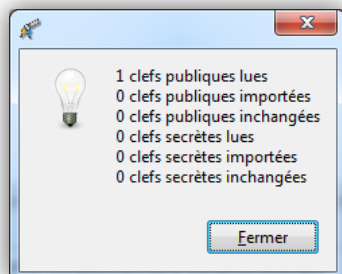 1 clefs publiques lues
0 clefs publiques importées
0 clefs publiques inchangées
0 clefs secrètes lues
0 clefs secrètes importées
0 clefs secrètes inchangées
Fermer